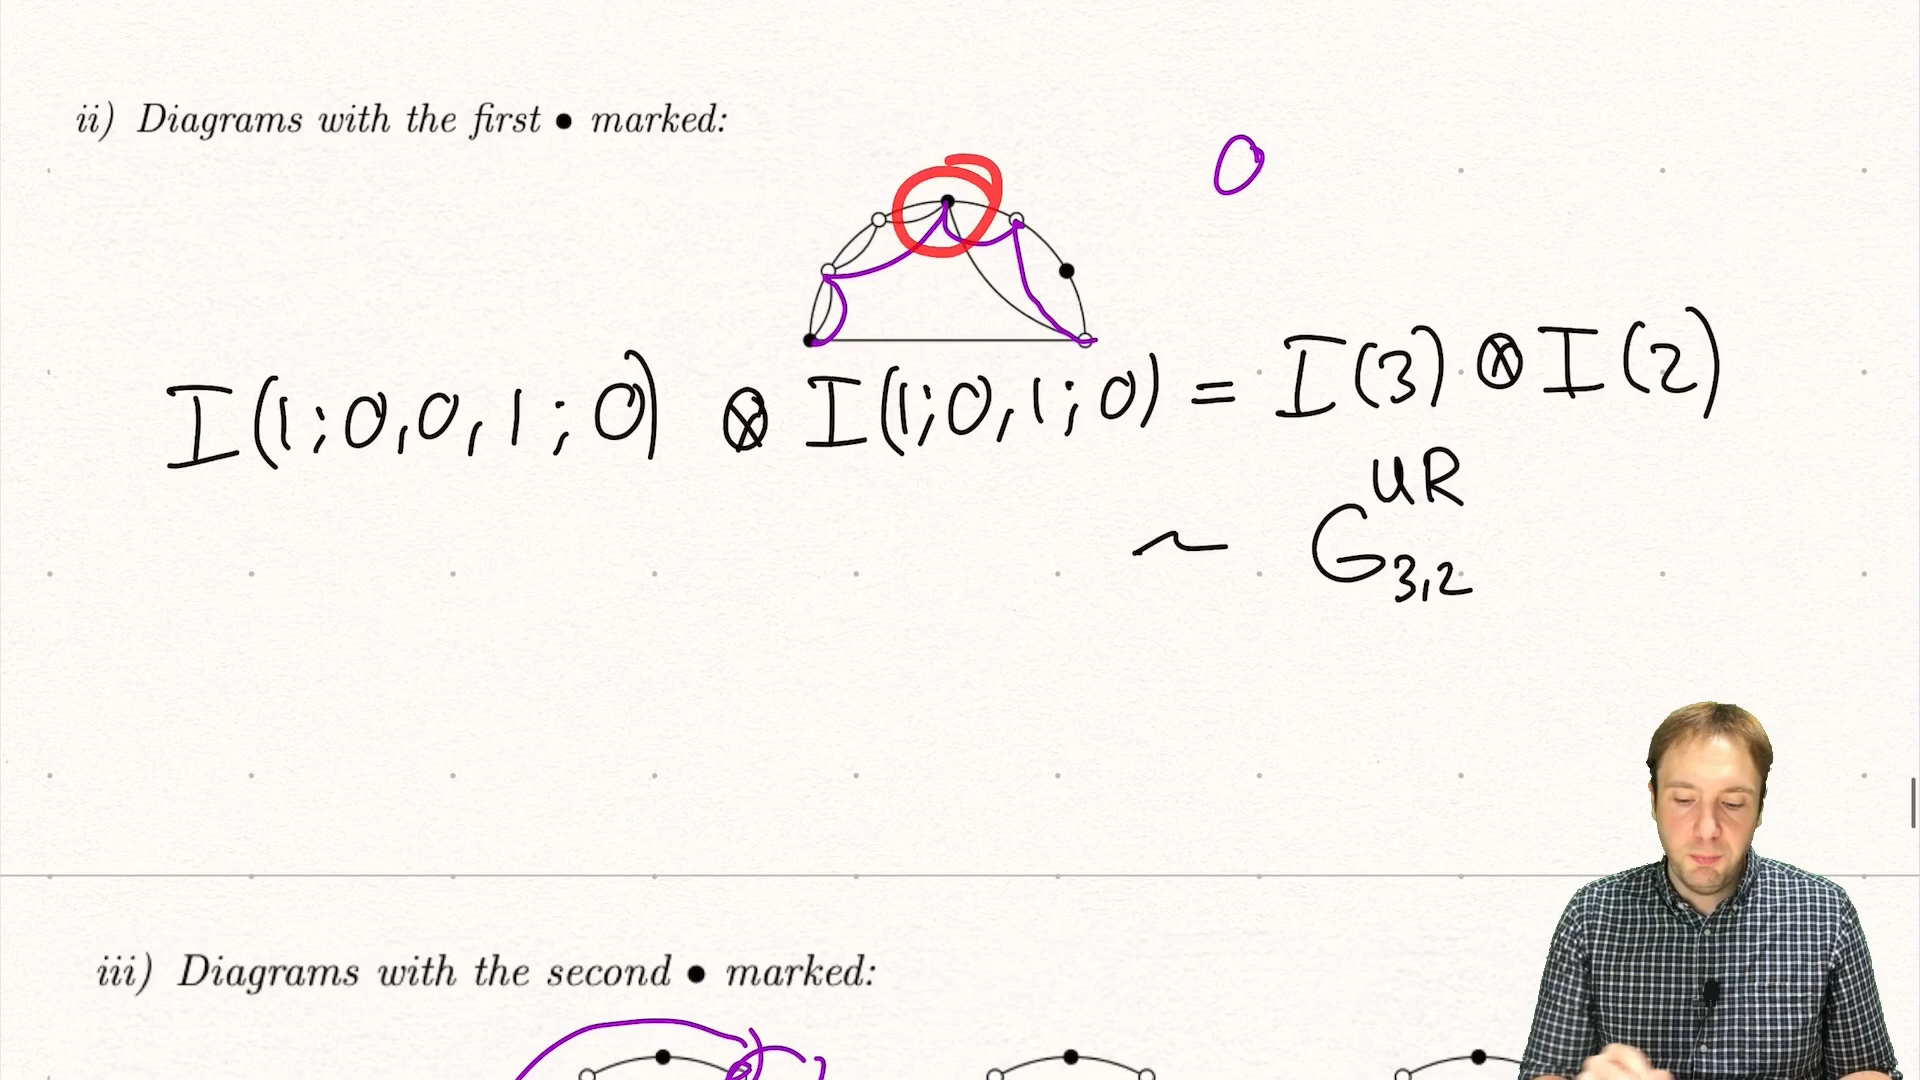 ii) Diagrams with the first • marked:
0
I(1;0,0,1;0) ⊗ I(1;0,1;0) = I(3) ⊗ I(2)
UR
~ G3,2
iii) Diagrams with the second • marked: